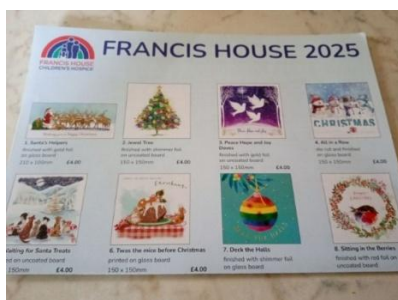 FRANCIS HOUSE 2025
FRANCIS HOUSE
CHILDREN'S HOSPICE
CHRISTMAS
1. Santa's Helpers
finished with gold foil
on gloss board
£4.00
2. Jewel Tree
finished with shimmer foil
on uncoated board
150 x 150mm £4.00
3. Peace Hope and Joy
Doves
finished with gold foil
on uncoated board
150 x 150mm £4.00
4. All in a Row
foiled and finished
on gloss board
150 x 150mm £4.00
Waiting for Santa Treats
on uncoated board
150mm £4.00
6. Twas the mice before Christmas
printed on gloss board
150 x 150mm £4.00
7. Deck the Halls
finished with shimmer foil
on gloss board
8. Sitting in the Berries
finished with red foil on
uncoated board